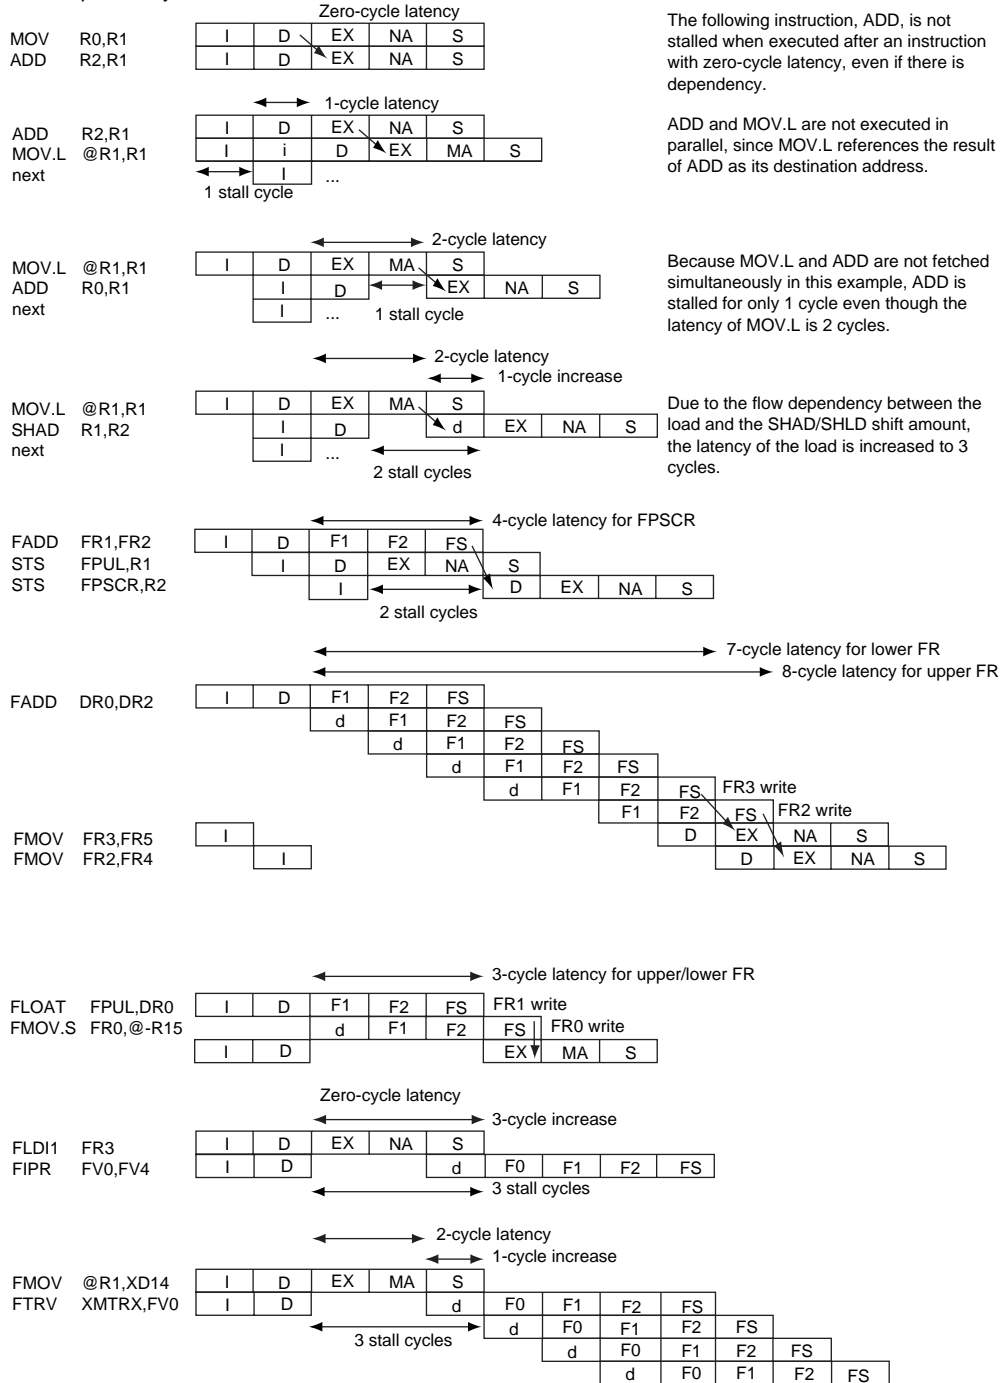 Zero-cycle latency
MOV R0,R1 I D EX NA S
ADD R2,R1 I D EX NA S
The following instruction, ADD, is not
stalled when executed after an instruction
with zero-cycle latency, even if there is
dependency.
1-cycle latency
ADD R2,R1 I D EX NA S
MOV.L @R1,R1 I i D EX MA S
next I ...
1 stall cycle
ADD and MOV.L are not executed in
parallel, since MOV.L references the result
of ADD as its destination address.
2-cycle latency
MOV.L @R1,R1 I D EX MA S
ADD R0,R1 I D EX NA S
next I ... 1 stall cycle
Because MOV.L and ADD are not fetched
simultaneously in this example, ADD is
stalled for only 1 cycle even though the
latency of MOV.L is 2 cycles.
2-cycle latency
1-cycle increase
MOV.L @R1,R1 I D EX MA S
SHAD R1,R2 I D d EX NA S
next I ...
2 stall cycles
Due to the flow dependency between the
load and the SHAD/SHLD shift amount,
the latency of the load is increased to 3
cycles.
4-cycle latency for FPSCR
FADD FR1,FR2 I D F1 F2 FS
STS FPUL,R1 I D EX NA S
STS FPSCR,R2 I D EX NA S
2 stall cycles
7-cycle latency for lower FR
8-cycle latency for upper FR
FADD DR0,DR2 I D F1 F2 FS
d F1 F2 FS
d F1 F2 FS
d F1 F2 FS
d F1 F2 FS FR3 write
F1 F2 FS FR2 write
FMOV FR3,FR5 I D EX NA S
FMOV FR2,FR4 I D EX NA S
3-cycle latency for upper/lower FR
FLOAT FPUL,DR0 I D F1 F2 FS FR1 write
FMOV.S FR0,@-R15 d F1 F2 FS FR0 write
I D EX MA S
Zero-cycle latency
3-cycle increase
FLDI1 FR3 I D EX NA S
FIPR FV0,FV4 I D d F0 F1 F2 FS
3 stall cycles
2-cycle latency
1-cycle increase
FMOV @R1,XD14 I D EX MA S
FTRV XMTRX,FV0 I D d F0 F1 F2 FS
3 stall cycles d F0 F1 F2 FS
d F0 F1 F2 FS
d F0 F1 F2 FS